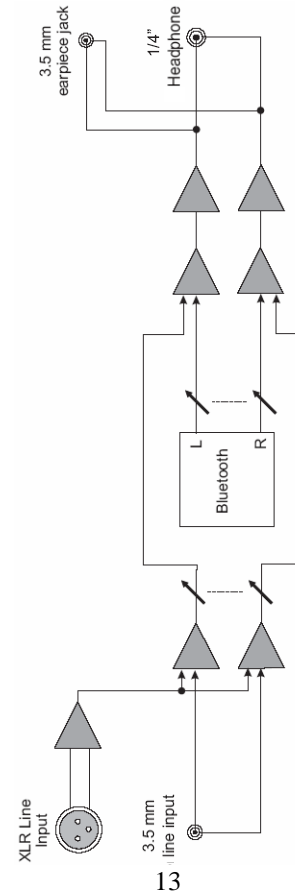 3.5 mm
earpiece jack
1/4”
Headphone
L
R
Bluetooth
XLR Line
Input
3.5 mm
line input
13